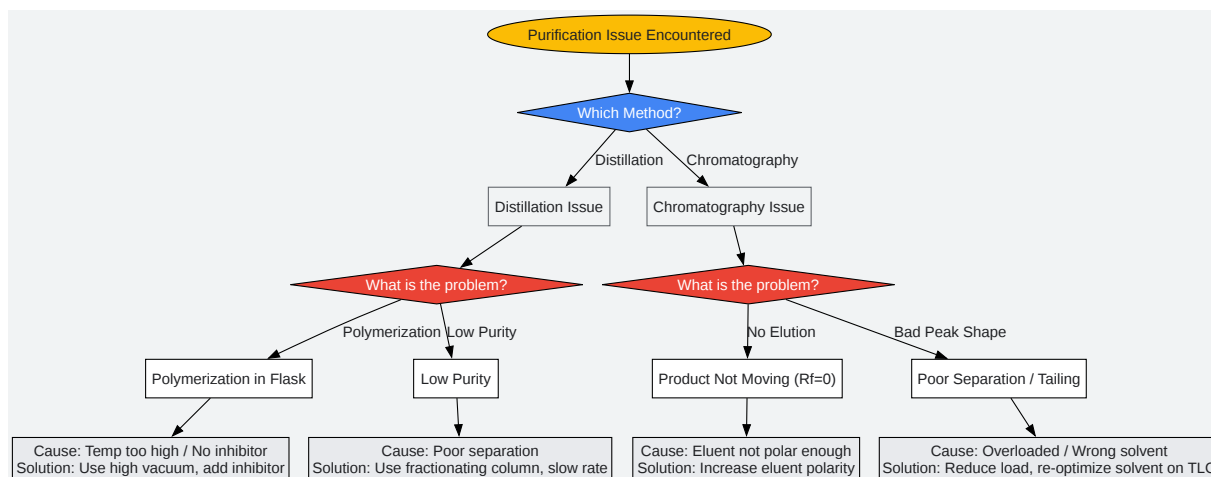 Purification Issue Encountered
Which Method?
Distillation
Chromatography
Distillation Issue
Chromatography Issue
What is the problem?
What is the problem?
Polymerization
Low Purity
No Elution
Bad Peak Shape
Polymerization in Flask
Low Purity
Product Not Moving (Rf=0)
Poor Separation / Tailing
Cause: Temp too high / No inhibitor
Solution: Use high vacuum, add inhibitor
Cause: Poor separation
Solution: Use fractionating column, slow rate
Cause: Eluent not polar enough
Solution: Increase eluent polarity
Cause: Overloaded / Wrong solvent
Solution: Reduce load, re-optimize solvent on TLC